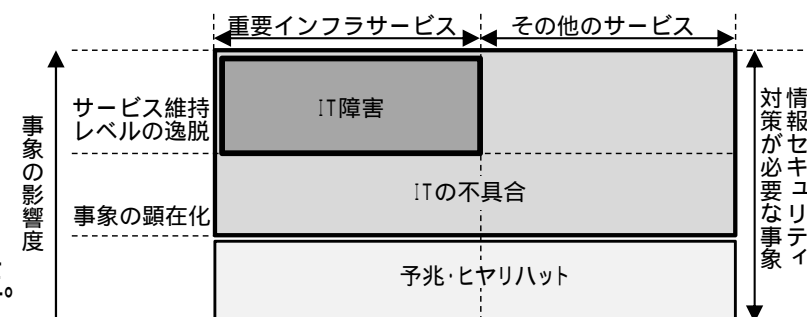 重要インフラサービス
その他のサービス
サービス維持
レベルの逸脱
IT障害
ITの不具合
事象の顕在化
予兆・ヒヤリハット
事象の影響度
情報セキュリティ
対策が必要な事象
。